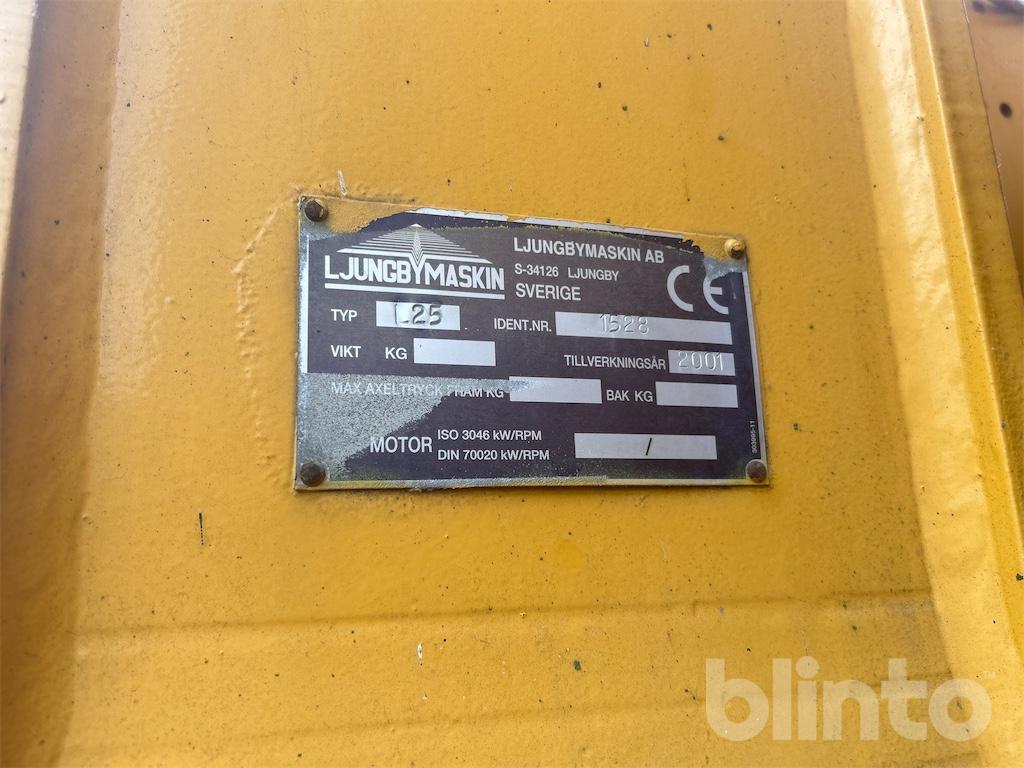 LJUNGBYMASKIN
LJUNGBYMASKIN AB
S-34126 LJUNGBY
SVERIGE
CE
TYP L25 IDENT.NR. 1528
VIKT KG TILLVERKNINGSÅR 2001
MAX AXELTRYCK FRAM KG BAK KG
MOTOR ISO 3046 kW/RPM /
DIN 70020 kW/RPM
blinto